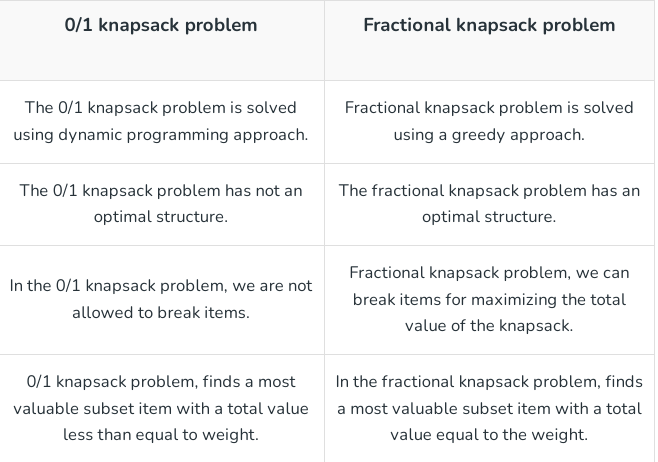 0/1 knapsack problem
Fractional knapsack problem
The 0/1 knapsack problem is solved
using dynamic programming approach.
Fractional knapsack problem is solved
using a greedy approach.
The 0/1 knapsack problem has not an
optimal structure.
The fractional knapsack problem has an
optimal structure.
In the 0/1 knapsack problem, we are not
allowed to break items.
Fractional knapsack problem, we can
break items for maximizing the total
value of the knapsack.
0/1 knapsack problem, finds a most
valuable subset item with a total value
less than equal to weight.
In the fractional knapsack problem, finds
a most valuable subset item with a total
value equal to the weight.